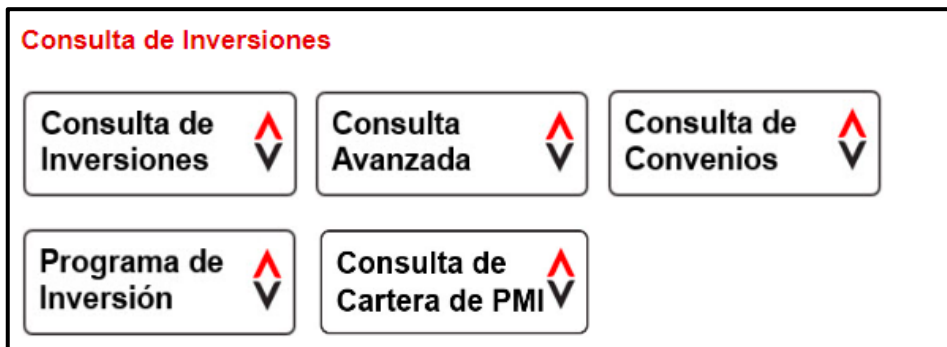 Consulta de Inversiones
Consulta de
Inversiones
Consulta
Avanzada
Consulta de
Convenios
Programa de
Inversión
Consulta de
Cartera de PMI